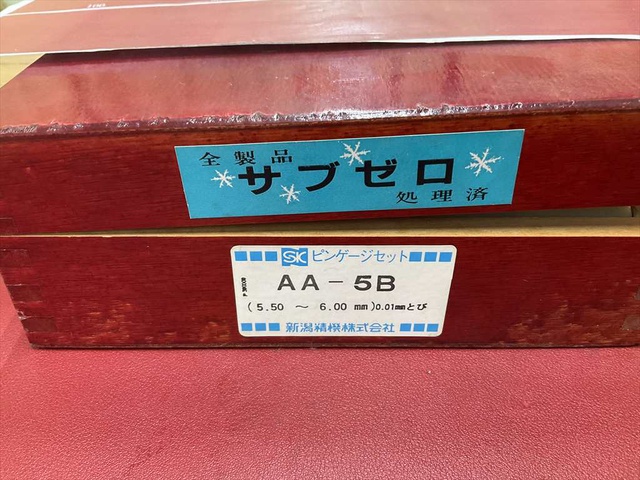 全製品
サブゼロ
処理済
SK ピンゲージセット
AA-5B
(5.50 ～ 6.00 mm) 0.01mmとび
新潟精機株式会社